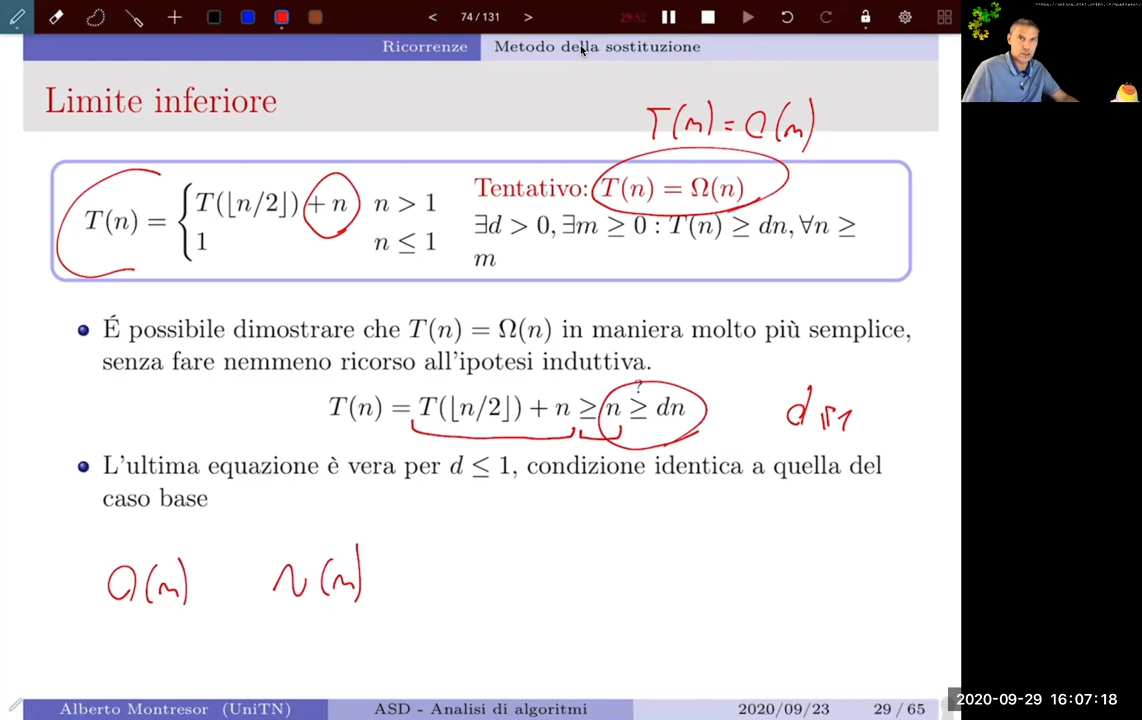 74 / 131
29:52
Ricorrenze Metodo della sostituzione
Limite inferiore
T(n) = O(n)
T(n) = { T(⌊n/2⌋) + n n > 1
1 n ≤ 1
Tentativo: T(n) = Ω(n)
∃d > 0, ∃m ≥ 0 : T(n) ≥ dn, ∀n ≥
m
É possibile dimostrare che T(n) = Ω(n) in maniera molto più semplice,
senza fare nemmeno ricorso all'ipotesi induttiva.
?
T(n) = T(⌊n/2⌋) + n ≥ n ≥ dn
L'ultima equazione è vera per d ≤ 1, condizione identica a quella del
caso base
O(n)
Alberto Montresor (UniTN) ASD - Analisi di algoritmi 2020/09/23 29 / 65
2020-09-29 16:07:18